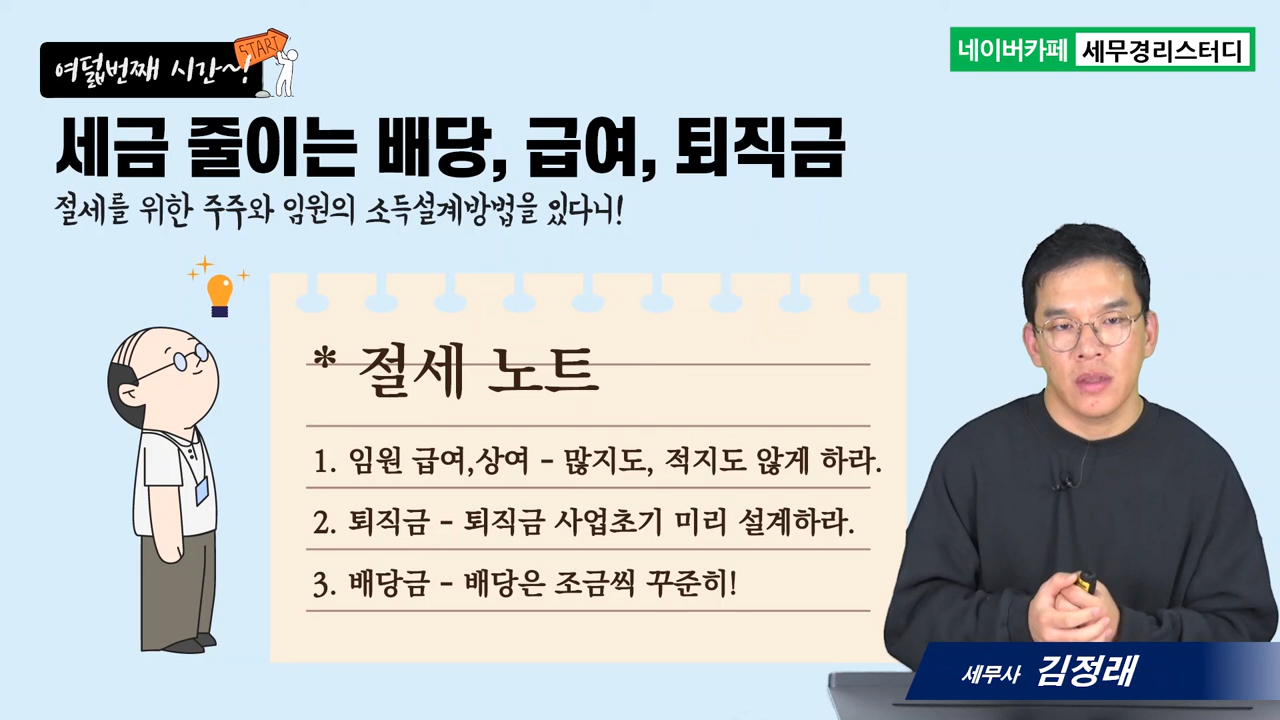 여덟번째 시간~!
START
네이버카페 세무경리스터디
세금 줄이는 배당, 급여, 퇴직금
절세를 위한 주주와 임원의 소득설계방법을 있다니!
* 절세 노트
1. 임원 급여,상여 - 많지도, 적지도 않게 하라.
2. 퇴직금 - 퇴직금 사업초기 미리 설계하라.
3. 배당금 - 배당은 조금씩 꾸준히!
세무사 김정래